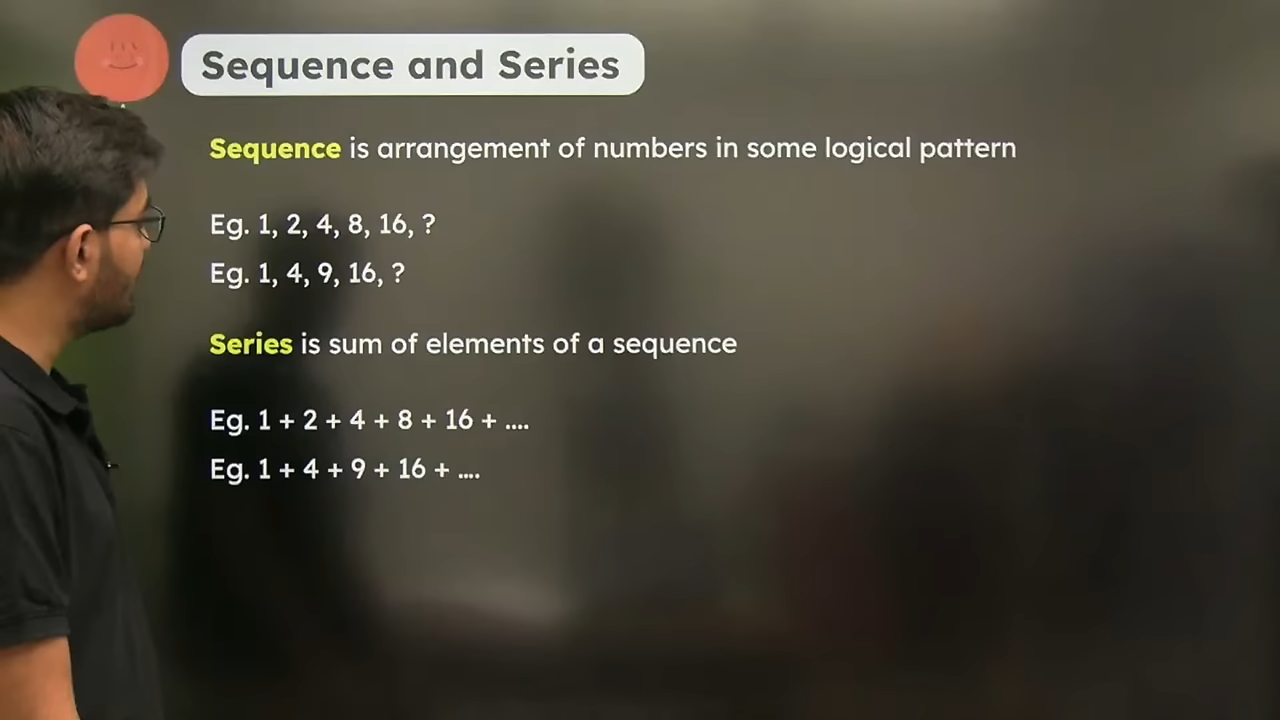 Sequence and Series
Sequence is arrangement of numbers in some logical pattern
Eg. 1, 2, 4, 8, 16, ?
Eg. 1, 4, 9, 16, ?
Series is sum of elements of a sequence
Eg. 1 + 2 + 4 + 8 + 16 + ....
Eg. 1 + 4 + 9 + 16 + ....